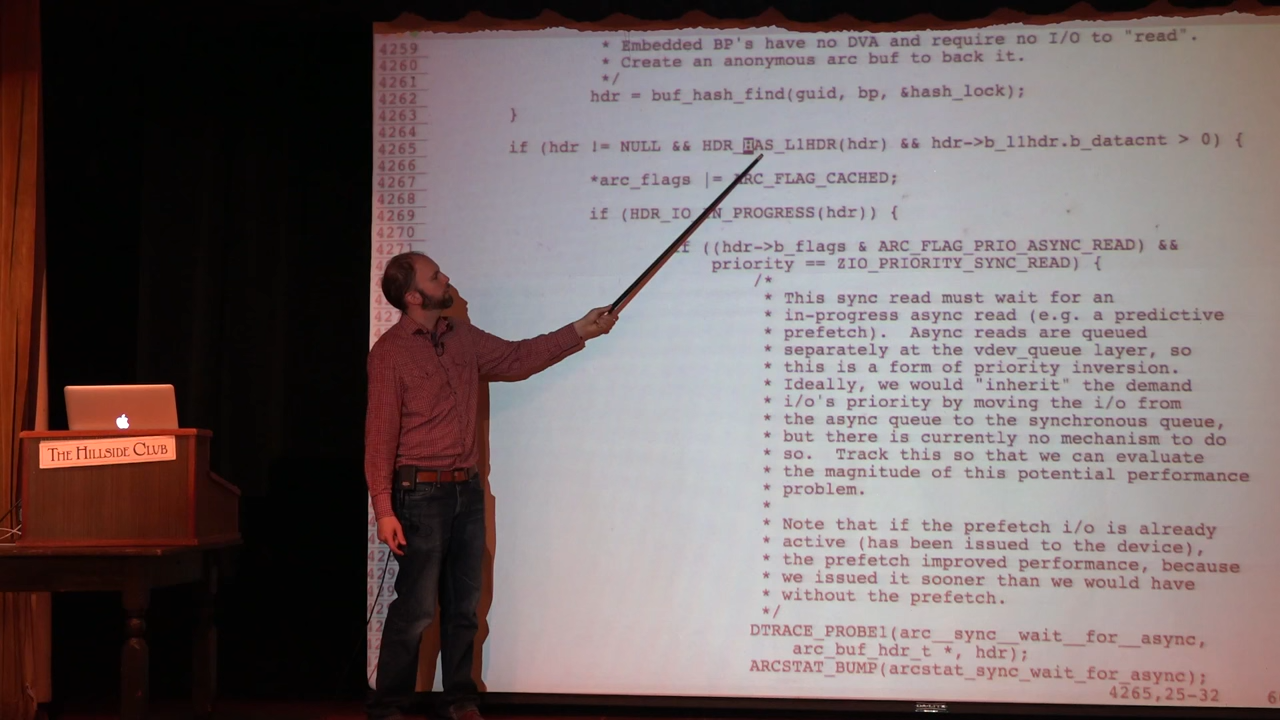 4259 * Embedded BP's have no DVA and require no I/O to "read".
4260 * Create an anonymous arc buf to back it.
4261 */
4262 hdr = buf_hash_find(guid, bp, &hash_lock);
4263 }
4264
4265 if (hdr != NULL && HDR_HAS_L1HDR(hdr) && hdr->b_l1hdr.b_datacnt > 0) {
4266
4267 *arc_flags |= ARC_FLAG_CACHED;
4268
4269 if (HDR_IO_IN_PROGRESS(hdr)) {
4270
4271 if ((hdr->b_flags & ARC_FLAG_PRIO_ASYNC_READ) &&
priority == ZIO_PRIORITY_SYNC_READ) {
/*
* This sync read must wait for an
* in-progress async read (e.g. a predictive
* prefetch). Async reads are queued
* separately at the vdev_queue layer, so
* this is a form of priority inversion.
* Ideally, we would "inherit" the demand
* i/o's priority by moving the i/o from
* the async queue to the synchronous queue,
* but there is currently no mechanism to do
* so. Track this so that we can evaluate
* the magnitude of this potential performance
* problem.
*
* Note that if the prefetch i/o is already
* active (has been issued to the device),
* the prefetch improved performance, because
* we issued it sooner than we would have
* without the prefetch.
*/
DTRACE_PROBE1(arc__sync__wait__for__async,
arc_buf_hdr_t *, hdr);
ARCSTAT_BUMP(arcstat_sync_wait_for_async);
4265,25-32 6
THE HILLSIDE CLUB